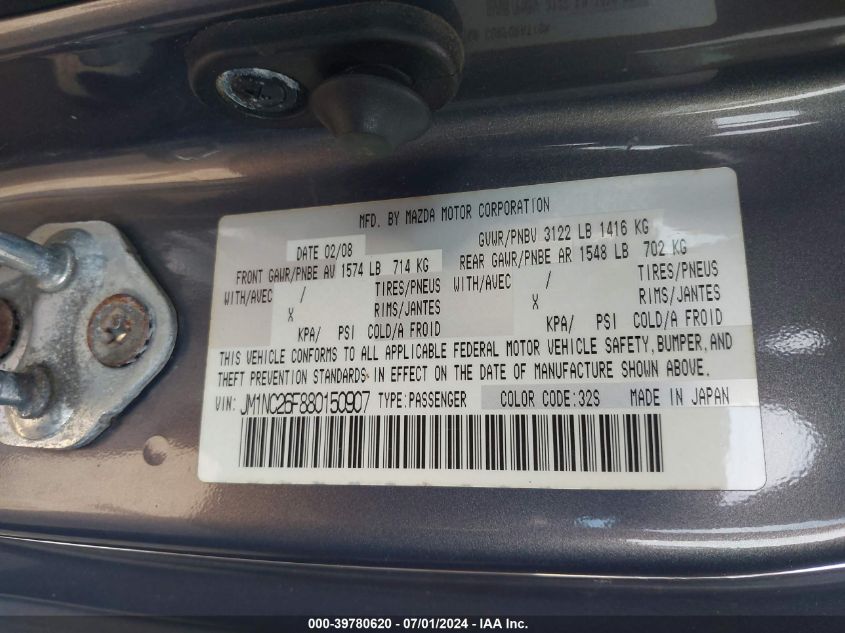 MFD. BY MAZDA MOTOR CORPORATION
DATE 02/08 GVWR/PNBV 3122 LB 1416 KG
FRONT GAWR/PNBE AV 1574 LB 714 KG REAR GAWR/PNBE AR 1548 LB 702 KG
WITH/AVEC / TIRES/PNEUS WITH/AVEC / TIRES/PNEUS
X RIMS/JANTES X RIMS/JANTES
KPA/ PSI COLD/A FROID KPA/ PSI COLD/A FROID
THIS VEHICLE CONFORMS TO ALL APPLICABLE FEDERAL MOTOR VEHICLE SAFETY, BUMPER, AND
THEFT PREVENTION STANDARDS IN EFFECT ON THE DATE OF MANUFACTURE SHOWN ABOVE.
VIN: JM1NC26F880150907 TYPE:PASSENGER COLOR CODE:32S MADE IN JAPAN
000-39780620 - 07/01/2024 - IAA Inc.